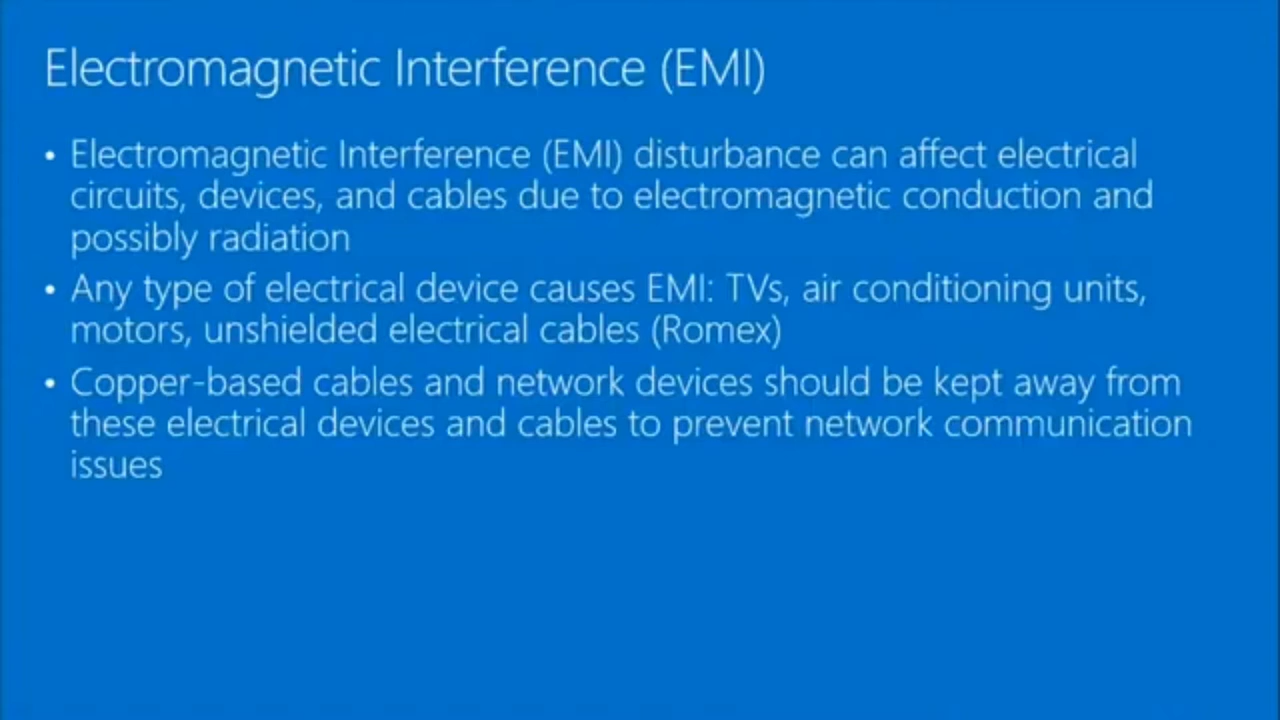 Electromagnetic Interference (EMI)
• Electromagnetic Interference (EMI) disturbance can affect electrical
circuits, devices, and cables due to electromagnetic conduction and
possibly radiation
• Any type of electrical device causes EMI: TVs, air conditioning units,
motors, unshielded electrical cables (Romex)
• Copper-based cables and network devices should be kept away from
these electrical devices and cables to prevent network communication
issues